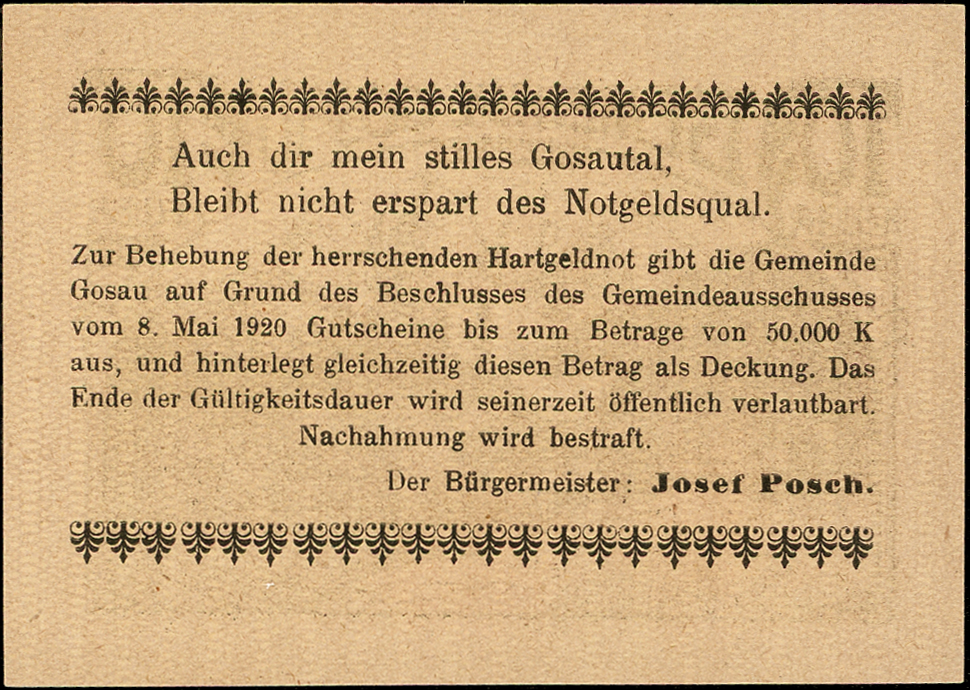 Auch dir mein stilles Gosautal,
Bleibt nicht erspart des Notgeldsqual.
Zur Behebung der herrschenden Hartgeldnot gibt die Gemeinde
Gosau auf Grund des Beschlusses des Gemeindeausschusses
vom 8. Mai 1920 Gutscheine bis zum Betrage von 50.000 K
aus, und hinterlegt gleichzeitig diesen Betrag als Deckung. Das
Ende der Gültigkeitsdauer wird seinerzeit öffentlich verlautbart.
Nachahmung wird bestraft.
Der Bürgermeister: Josef Posch.